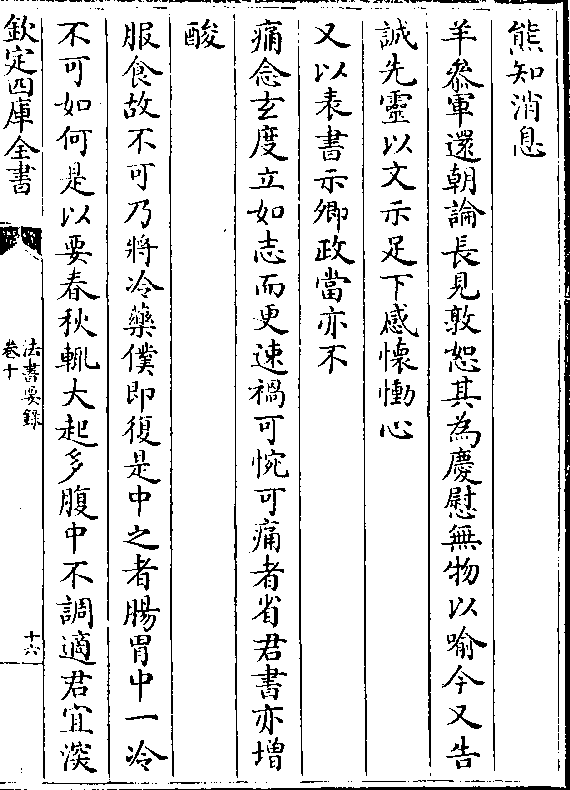 熊知消息
羊叅軍還朝論長見敦恕其為慶慰無物以喻今又告
誠先靈以文示足下感懷慟心
又以表書示卿政當亦不
痛念玄度立如志而更速禍可惋可痛者省君書亦增
酸
服食故不可乃將冷藥僕即復是中之者腸胃中一冷
不可如何是以要春秋輒大起多腹中不調適君宜深
欽定四庫全書
法書要錄
卷十
十六